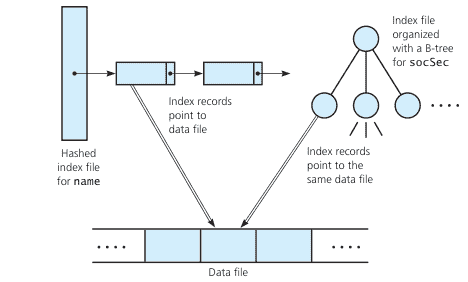 Index file
organized
with a B-tree
for socSec
Index records
point to
data file
Hashed
index file
for name
Index records
point to the
same data file
Data file